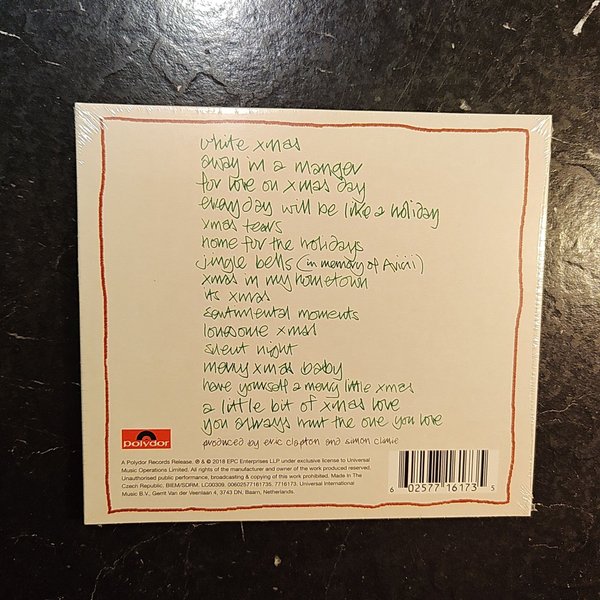 white xmas
away in a manger
for love on xmas day
everyday will be like a holiday
xmas tears
home for the holidays
jingle bells (in memory of Avicii)
xmas in my hometown
its xmas
sentimental moments
lonesome xmas
silent night
merry xmas baby
have yourself a merry little xmas
a little bit of xmas love
you always hurt the one you love
produced by eric clapton and simon climie
polydor
A Polydor Records Release. ℗ & © 2018 EPC Enterprises LLP under exclusive license to Universal
Music Operations Limited. All rights of the manufacturer and owner of the work produced reserved.
Unauthorised public performance, broadcasting & copying of this work prohibited. Made In The
Czech Republic. BIEM/SDRM. LC00309. 00602577161735. 7716173. Universal International
Music B.V., Gerrit Van der Veenlaan 4, 3743 DN, Baarn, Netherlands.
6 02577 16173 5